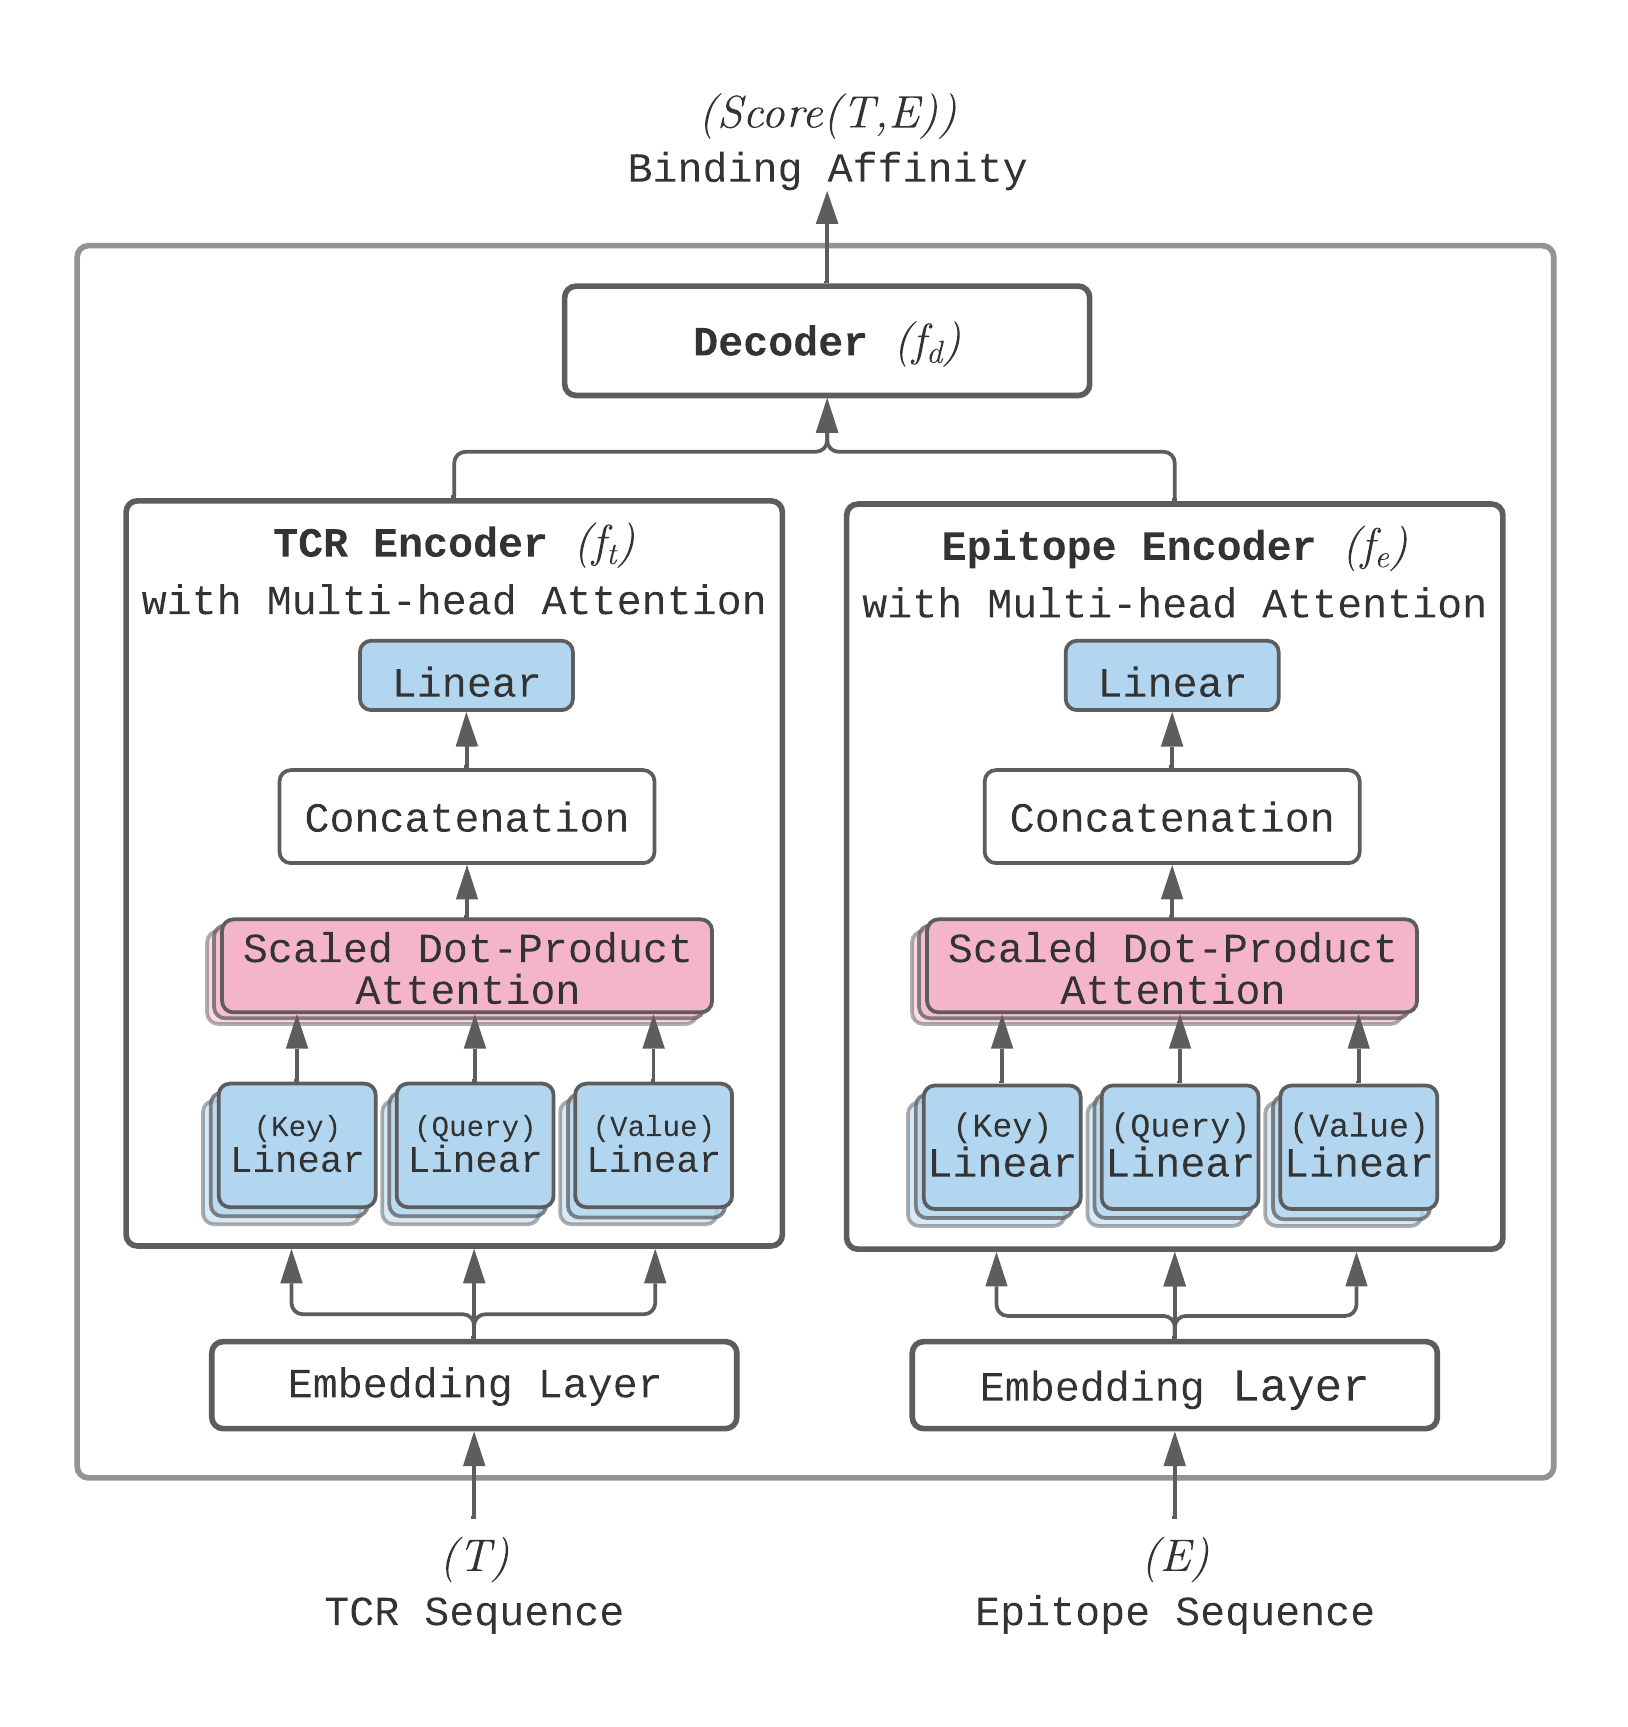 (Score(T,E))
Binding Affinity
Decoder (f_d)
TCR Encoder (f_t)
with Multi-head Attention
Linear
Concatenation
Scaled Dot-Product
Attention
(Key)
Linear
(Query)
Linear
(Value)
Linear
Embedding Layer
(T)
TCR Sequence
Epitope Encoder (f_e)
with Multi-head Attention
Linear
Concatenation
Scaled Dot-Product
Attention
(Key)
Linear
(Query)
Linear
(Value)
Linear
Embedding Layer
(E)
Epitope Sequence